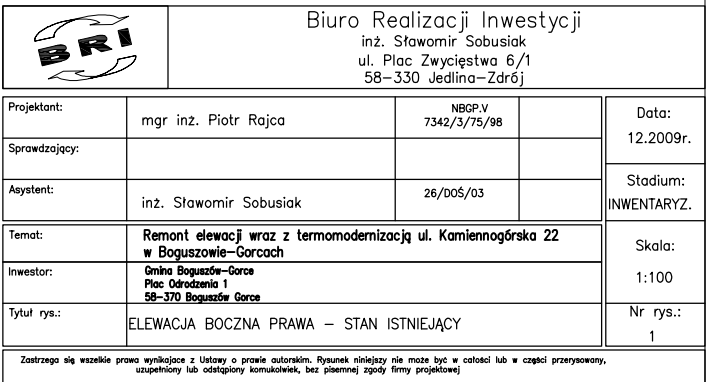 BRI
Biuro Realizacji Inwestycji
inż. Sławomir Sobusiak
ul. Plac Zwycięstwa 6/1
58-330 Jedlina-Zdrój
Projektant:
mgr inż. Piotr Rajca
NBGP.V
7342/3/75/98
Data:
12.2009r.
Sprawdzający:
Asystent:
inż. Sławomir Sobusiak
26/DOŚ/03
Stadium:
INWENTARYZ.
Temat:
Remont elewacji wraz z termomodernizacją ul. Kamiennogórska 22
w Boguszowie-Gorcach
Skala:
1:100
Inwestor:
Gmina Boguszów-Gorce
Plac Odrodzenia 1
58-370 Boguszów Gorce
Tytuł rys.:
ELEWACJA BOCZNA PRAWA - STAN ISTNIEJĄCY
Nr rys.:
1
Zastrzega się wszelkie prawa wynikajace z Ustawy o prawie autorskim. Rysunek niniejszy nie może być w całości lub w części przerysowany,
uzupełniony lub odstąpiony komukolwiek, bez pisemnej zgody firmy projektowej